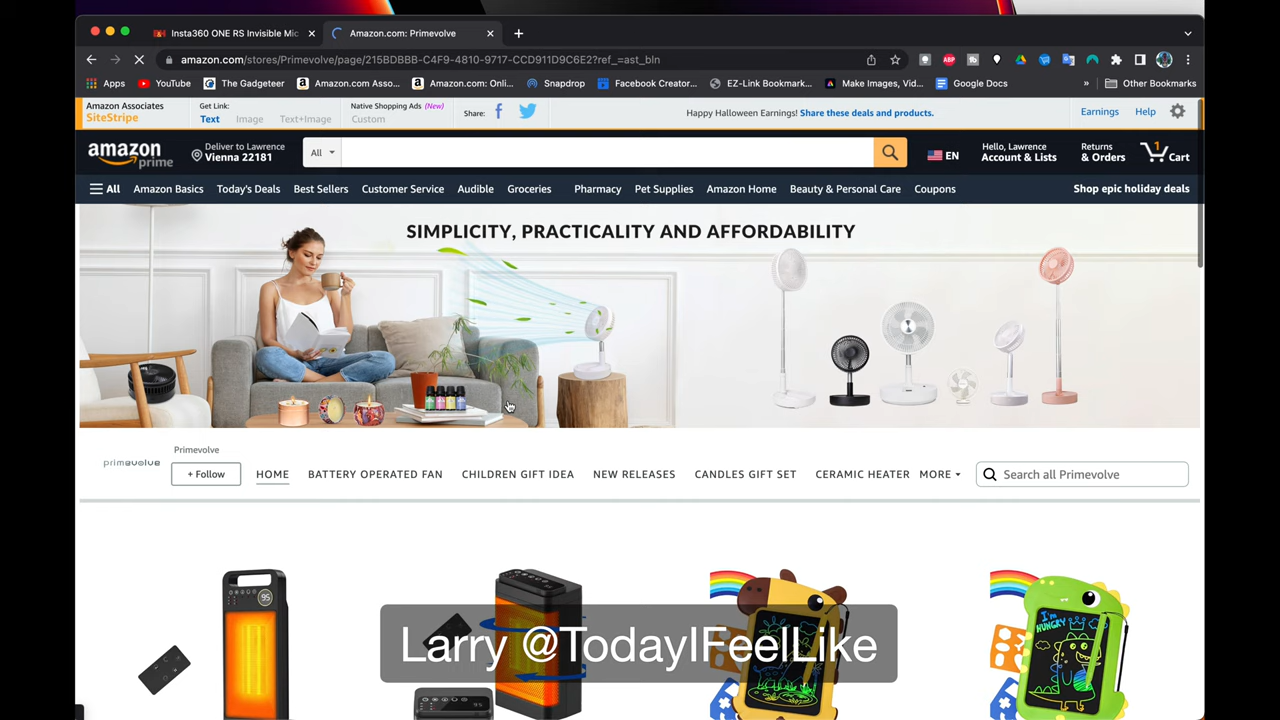 Insta360 ONE RS Invisible Mic
Amazon.com: Primevolve
amazon.com/stores/Primevolve/page/215BDBBB-C4F9-4810-9717-CCD911D9C6E2?ref_=ast_bln
Apps YouTube The Gadgeteer Amazon.com Asso... Amazon.com: Onli... Snapdrop Facebook Creator... EZ-Link Bookmark... Make Images, Vid... Google Docs » Other Bookmarks
Amazon Associates
SiteStripe
Get Link:
Text Image Text+Image
Native Shopping Ads (New)
Custom
Share:
Happy Halloween Earnings! Share these deals and products.
Earnings Help
amazon prime
Deliver to Lawrence
Vienna 22181
All
EN
Hello, Lawrence
Account & Lists
Returns
& Orders
1
Cart
All Amazon Basics Today's Deals Best Sellers Customer Service Audible Groceries Pharmacy Pet Supplies Amazon Home Beauty & Personal Care Coupons Shop epic holiday deals
SIMPLICITY, PRACTICALITY AND AFFORDABILITY
primevolve
Primevolve
+ Follow
HOME BATTERY OPERATED FAN CHILDREN GIFT IDEA NEW RELEASES CANDLES GIFT SET CERAMIC HEATER MORE
Search all Primevolve
95
I'M HUNGRY
Larry @TodayIFeelLike